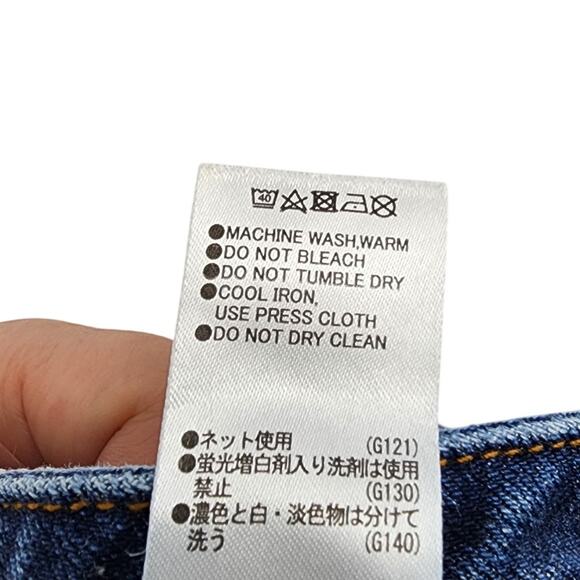 40
●MACHINE WASH,WARM
●DO NOT BLEACH
●DO NOT TUMBLE DRY
●COOL IRON,
USE PRESS CLOTH
●DO NOT DRY CLEAN
●ネット使用 (G121)
●蛍光増白剤入り洗剤は使用
禁止 (G130)
●濃色と白・淡色物は分けて
洗う (G140)